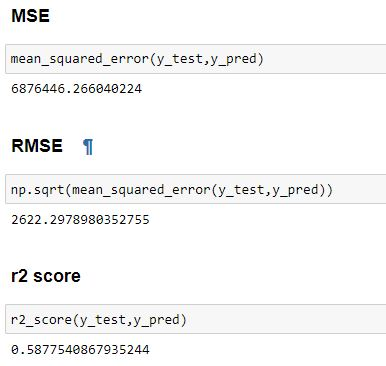 MSE
mean_squared_error(y_test,y_pred)
6876446.266040224
RMSE ¶
np.sqrt(mean_squared_error(y_test,y_pred))
2622.2978980352755
r2 score
r2_score(y_test,y_pred)
0.5877540867935244